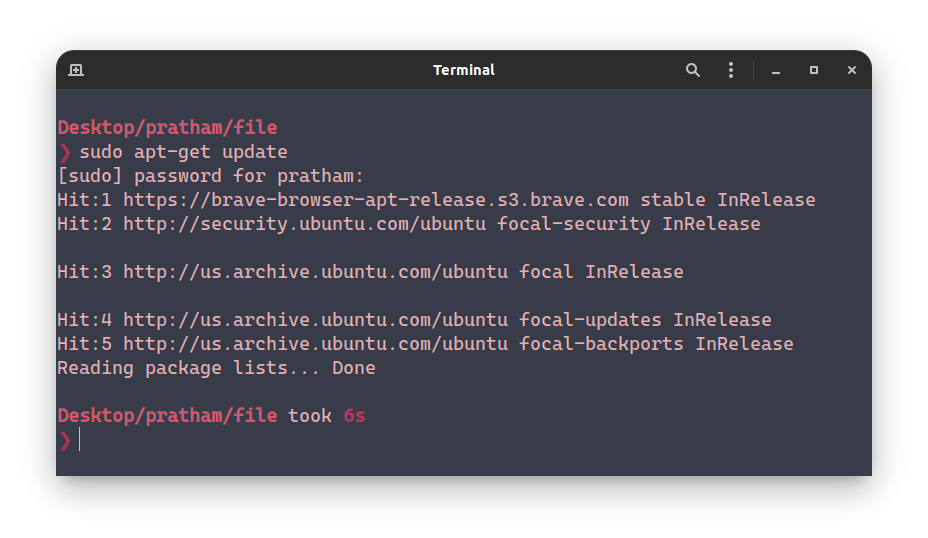 Terminal
Desktop/pratham/file
❯ sudo apt-get update
[sudo] password for pratham:
Hit:1 https://brave-browser-apt-release.s3.brave.com stable InRelease
Hit:2 http://security.ubuntu.com/ubuntu focal-security InRelease
Hit:3 http://us.archive.ubuntu.com/ubuntu focal InRelease
Hit:4 http://us.archive.ubuntu.com/ubuntu focal-updates InRelease
Hit:5 http://us.archive.ubuntu.com/ubuntu focal-backports InRelease
Reading package lists... Done
Desktop/pratham/file took 6s
❯